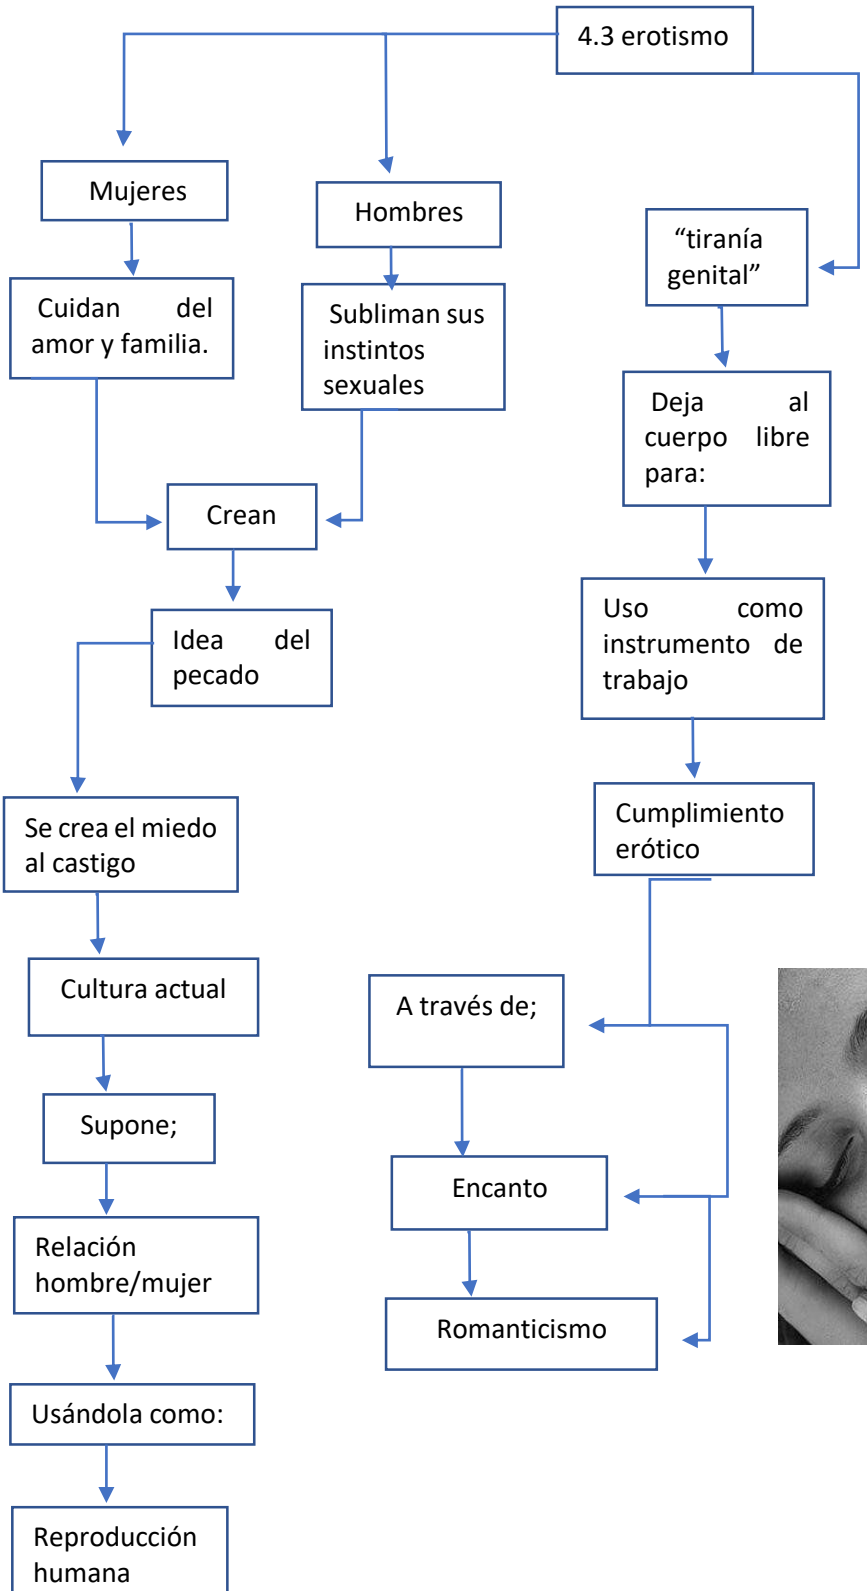 4.3 erotismo
Mujeres
Hombres
“tiranía
genital”
Cuidan del
amor y familia.
Subliman sus
instintos
sexuales
Deja al
cuerpo libre
para:
Crean
Uso como
instrumento de
trabajo
Idea del
pecado
Cumplimiento
erótico
Se crea el miedo
al castigo
Cultura actual
A través de;
Supone;
Encanto
Relación
hombre/mujer
Romanticismo
Usándola como:
Reproducción
humana